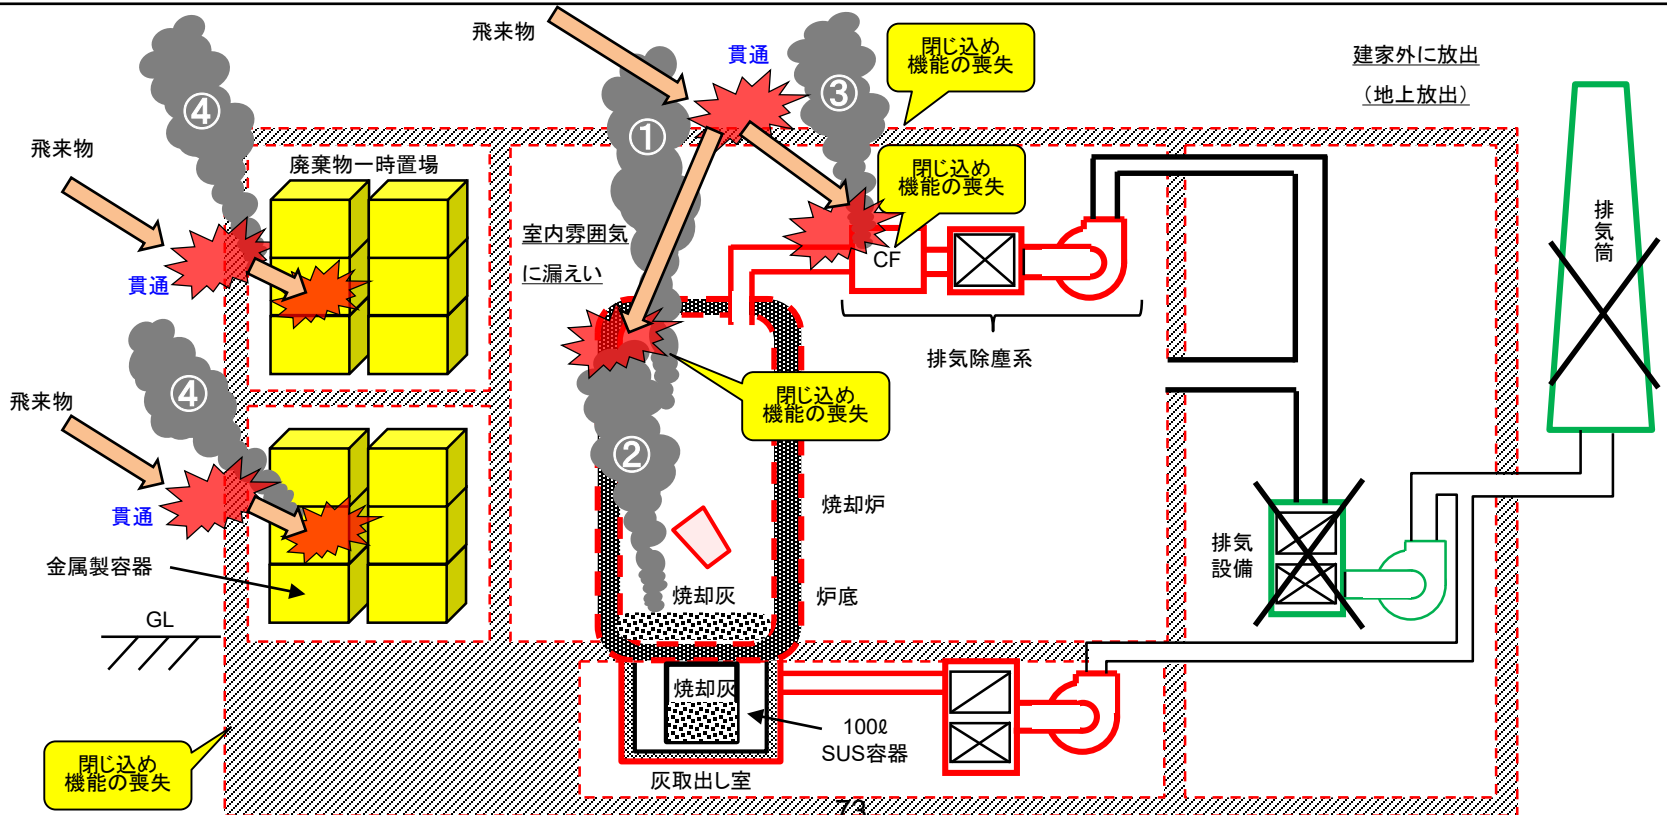 飛来物
貫通
③
閉じ込め
機能の喪失
建家外に放出
（地上放出）
④
①
飛来物
廃棄物一時置場
閉じ込め
機能の喪失
貫通
室内雰囲気
に漏えい
CF
排気筒
排気除塵系
飛来物
④
閉じ込め
機能の喪失
貫通
②
焼却炉
金属製容器
排気
設備
焼却灰
炉底
GL
焼却灰
100ℓ
SUS容器
灰取出し室
閉じ込め
機能の喪失
73